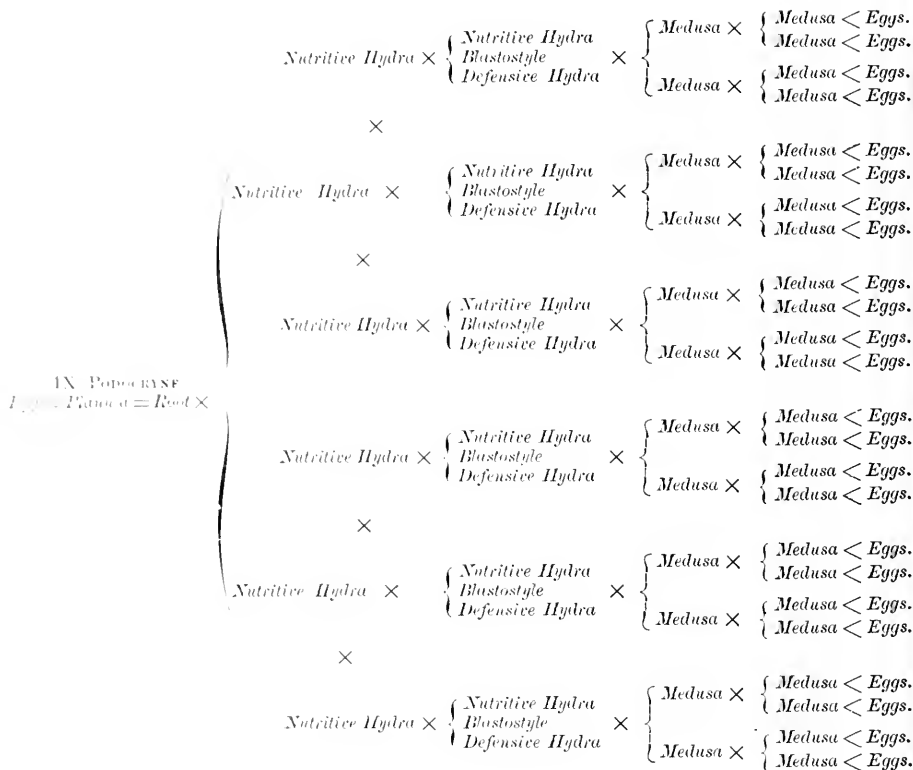 Nutritive Hydra × { Nutritive Hydra
Blastostyle
Defensive Hydra ×
{ Medusa × { Medusa < Eggs.
Medusa < Eggs.
Medusa × { Medusa < Eggs.
Medusa < Eggs.
×
Nutritive Hydra × { Nutritive Hydra
Blastostyle
Defensive Hydra ×
{ Medusa × { Medusa < Eggs.
Medusa < Eggs.
Medusa × { Medusa < Eggs.
Medusa < Eggs.
×
Nutritive Hydra × { Nutritive Hydra
Blastostyle
Defensive Hydra ×
{ Medusa × { Medusa < Eggs.
Medusa < Eggs.
Medusa × { Medusa < Eggs.
Medusa < Eggs.
IX PODOCRYNE
Planula = Root ×
Nutritive Hydra × { Nutritive Hydra
Blastostyle
Defensive Hydra ×
{ Medusa × { Medusa < Eggs.
Medusa < Eggs.
Medusa × { Medusa < Eggs.
Medusa < Eggs.
×
Nutritive Hydra × { Nutritive Hydra
Blastostyle
Defensive Hydra ×
{ Medusa × { Medusa < Eggs.
Medusa < Eggs.
Medusa × { Medusa < Eggs.
Medusa < Eggs.
×
Nutritive Hydra × { Nutritive Hydra
Blastostyle
Defensive Hydra ×
{ Medusa × { Medusa < Eggs.
Medusa < Eggs.
Medusa × { Medusa < Eggs.
Medusa < Eggs.